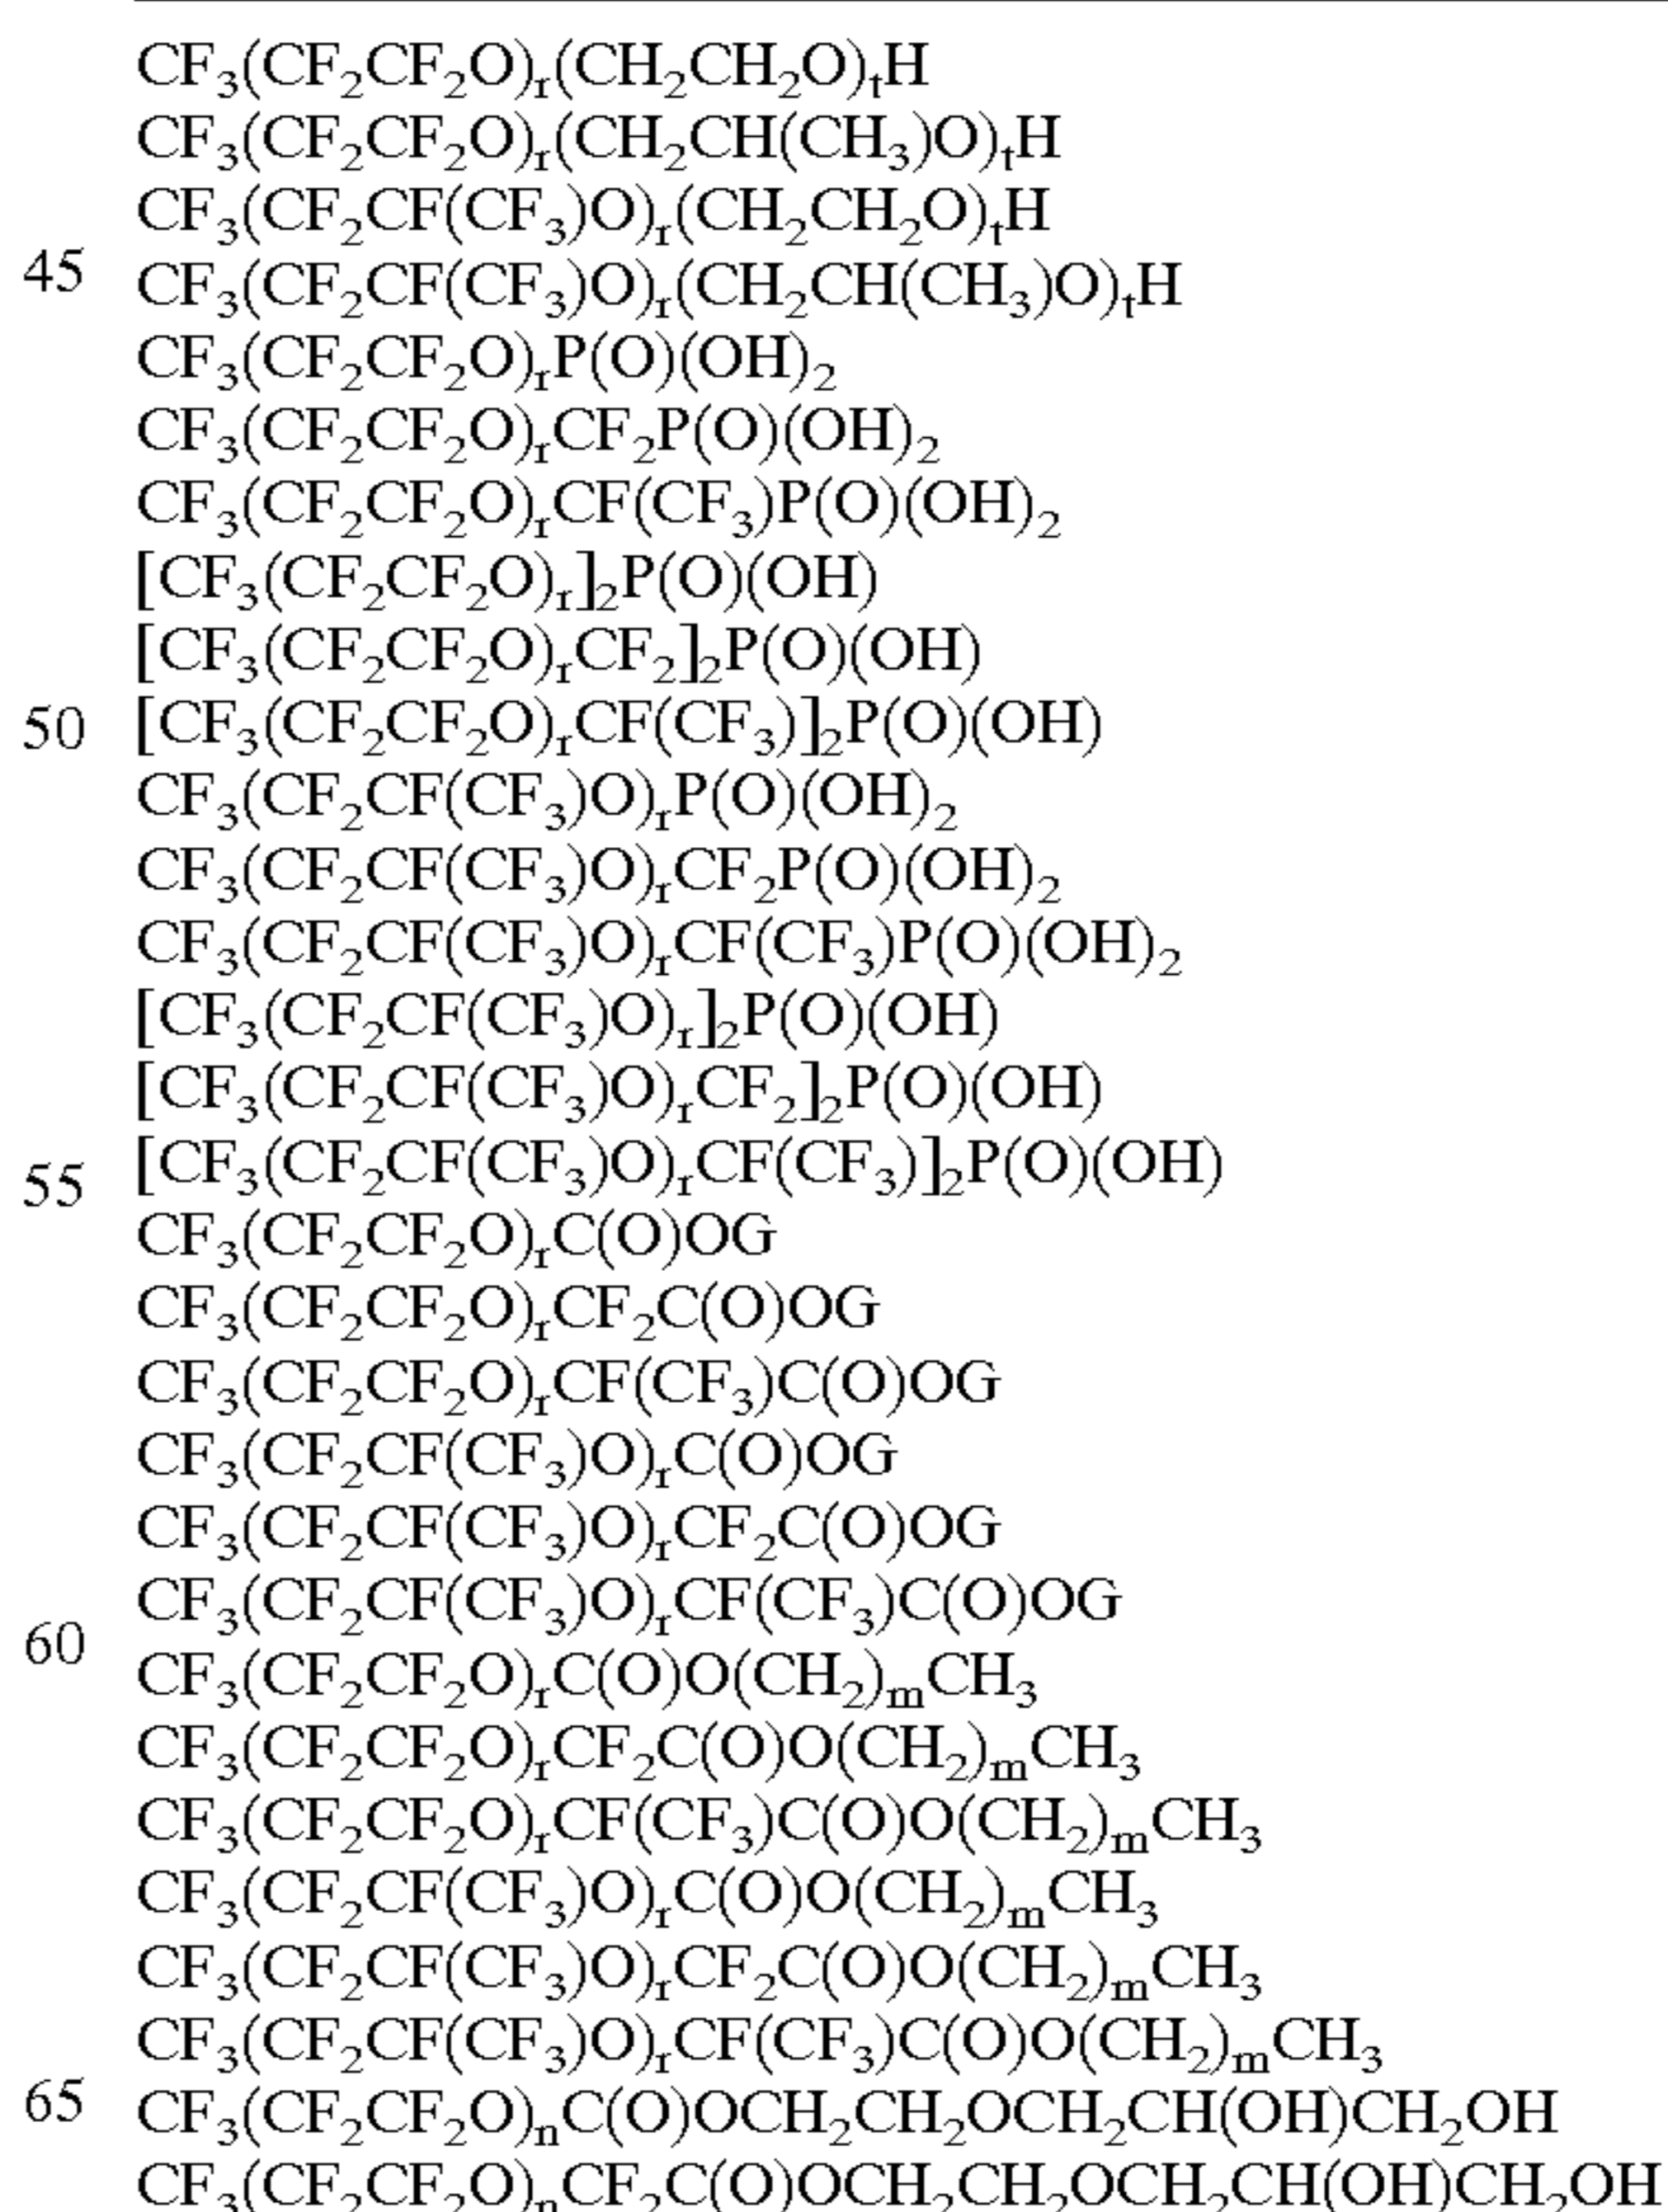 CF₃(CF₂CF₂O)ᵣ(CH₂CH₂O)ₜH
CF₃(CF₂CF₂O)ᵣ(CH₂CH(CH₃)O)ₜH
CF₃(CF₂CF(CF₃)O)ᵣ(CH₂CH₂O)ₜH
45 CF₃(CF₂CF(CF₃)O)ᵣ(CH₂CH(CH₃)O)ₜH
CF₃(CF₂CF₂O)ᵣP(O)(OH)₂
CF₃(CF₂CF₂O)ᵣCF₂P(O)(OH)₂
CF₃(CF₂CF₂O)ᵣCF(CF₃)P(O)(OH)₂
[CF₃(CF₂CF₂O)ᵣ]₂P(O)(OH)
[CF₃(CF₂CF₂O)ᵣCF₂]₂P(O)(OH)
50 [CF₃(CF₂CF₂O)ᵣCF(CF₃)]₂P(O)(OH)
CF₃(CF₂CF(CF₃)O)ᵣP(O)(OH)₂
CF₃(CF₂CF(CF₃)O)ᵣCF₂P(O)(OH)₂
CF₃(CF₂CF(CF₃)O)ᵣCF(CF₃)P(O)(OH)₂
[CF₃(CF₂CF(CF₃)O)ᵣ]₂P(O)(OH)
[CF₃(CF₂CF(CF₃)O)ᵣCF₂]₂P(O)(OH)
55 [CF₃(CF₂CF(CF₃)O)ᵣCF(CF₃)]₂P(O)(OH)
CF₃(CF₂CF₂O)ᵣC(O)OG
CF₃(CF₂CF₂O)ᵣCF₂C(O)OG
CF₃(CF₂CF₂O)ᵣCF(CF₃)C(O)OG
CF₃(CF₂CF(CF₃)O)ᵣC(O)OG
CF₃(CF₂CF(CF₃)O)ᵣCF₂C(O)OG
60 CF₃(CF₂CF(CF₃)O)ᵣCF(CF₃)C(O)OG
CF₃(CF₂CF₂O)ᵣC(O)O(CH₂)ₘCH₃
CF₃(CF₂CF₂O)ᵣCF₂C(O)O(CH₂)ₘCH₃
CF₃(CF₂CF₂O)ᵣCF(CF₃)C(O)O(CH₂)ₘCH₃
CF₃(CF₂CF(CF₃)O)ᵣC(O)O(CH₂)ₘCH₃
CF₃(CF₂CF(CF₃)O)ᵣCF₂C(O)O(CH₂)ₘCH₃
CF₃(CF₂CF(CF₃)O)ᵣCF(CF₃)C(O)O(CH₂)ₘCH₃
65 CF₃(CF₂CF₂O)ₙC(O)OCH₂CH₂OCH₂CH(OH)CH₂OH
CF₃(CF₂CF₂O)ₙCF₂C(O)OCH₂CH₂OCH₂CH(OH)CH₂OH